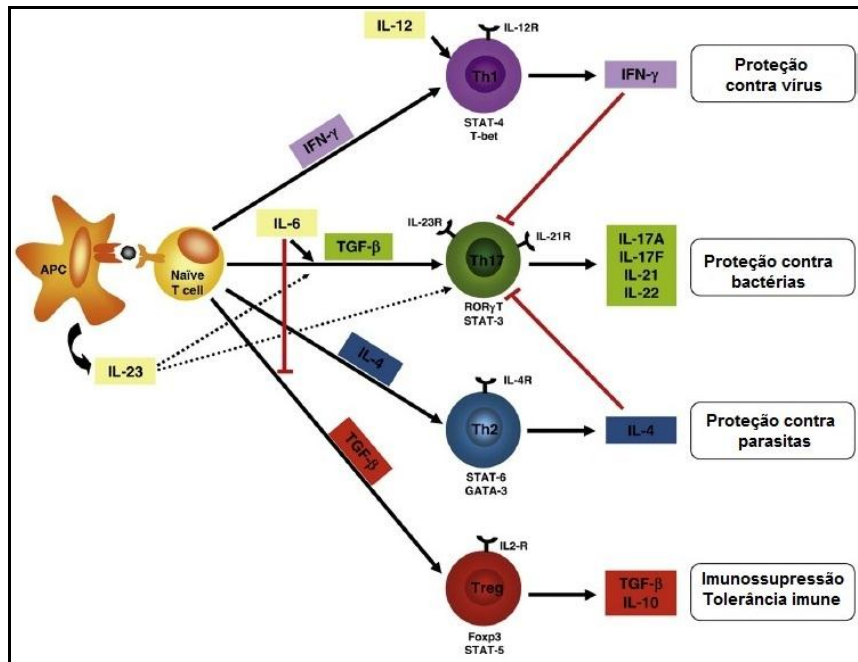 IL-12
IL-12R
Th1
STAT-4
T-bet
IFN-γ
Proteção
contra vírus
IFN-γ
IL-6
TGF-β
IL-23R
IL-21R
Th17
RORγT
STAT-3
IL-17A
IL-17F
IL-21
IL-22
Proteção contra
bactérias
APC
Naïve
T cell
IL-23
IL-4
IL-4R
Th2
STAT-6
GATA-3
IL-4
Proteção contra
parasitas
TGF-β
IL2-R
Treg
Foxp3
STAT-5
TGF-β
IL-10
Imunossupressão
Tolerância imune